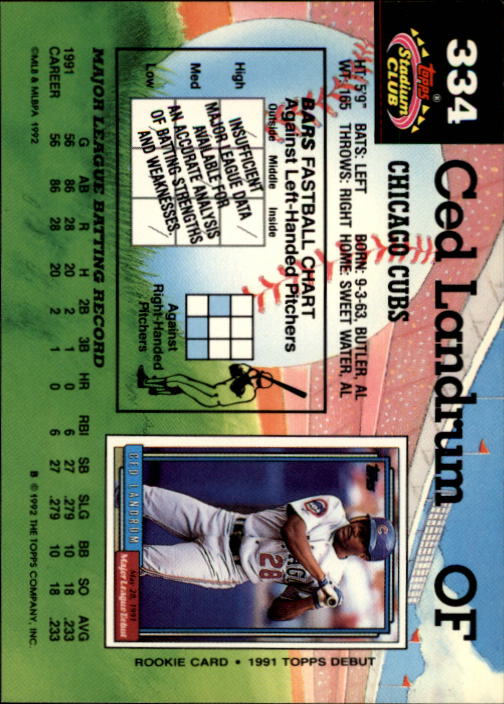 334
Topps®
Stadium
CLUB
Ced Landrum OF
CHICAGO CUBS
HT: 5'9" BATS: LEFT BORN: 9-3-63, BUTLER, AL
WT: 165 THROWS: RIGHT HOME: SWEET WATER, AL
BARS FASTBALL CHART
Against Left-Handed Pitchers
Outside Middle Inside
High
Med
Low
INSUFFICIENT
MAJOR LEAGUE DATA
AVAILABLE FOR
AN ACCURATE ANALYSIS
OF BATTING STRENGTHS
AND WEAKNESSES.
Against
Right-Handed
Pitchers
Topps
CHICAGO
28
CED LANDRUM
May 28, 1991
Major League Debut
ROOKIE CARD • 1991 TOPPS DEBUT
MAJOR LEAGUE BATTING RECORD
G AB R H 2B 3B HR RBI SB SLG BB SO AVG
1991 56 86 28 20 2 1 0 6 27 .279 10 18 .233
CAREER 56 86 28 20 2 1 0 6 27 .279 10 18 .233
©MLB & MLBPA 1992 B ©1992 THE TOPPS COMPANY, INC.